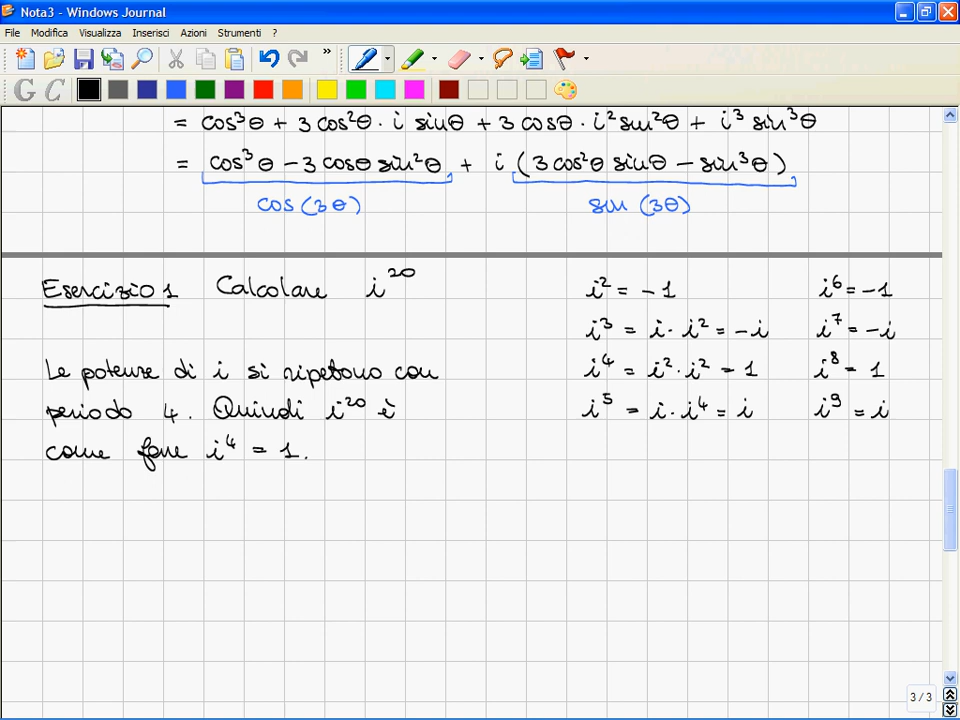 Nota3 - Windows Journal
File Modifica Visualizza Inserisci Azioni Strumenti ?
= cos³θ + 3 cos²θ · i sinθ + 3 cosθ · i² sin²θ + i³ sin³θ
= cos³θ − 3 cosθ sin²θ + i (3 cos²θ sinθ − sin³θ)
cos(3θ) sin(3θ)
Esercizio 1 Calcolare i²⁰
Le potenze di i si ripetono con
periodo 4. Quindi i²⁰ è
come fare i⁴ = 1.
i² = −1
i³ = i · i² = −i
i⁴ = i² · i² = 1
i⁵ = i · i⁴ = i
i⁶ = −1
i⁷ = −i
i⁸ = 1
i⁹ = i
3 / 3